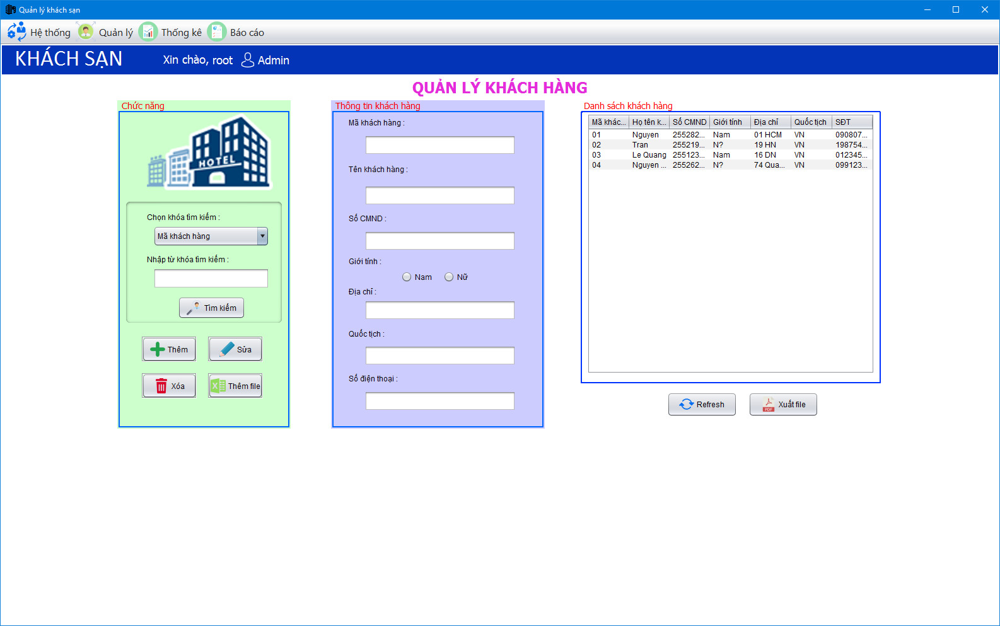 Quản lý khách sạn
Hệ thống Quản lý Thống kê Báo cáo
KHÁCH SẠN Xin chào, root Admin
QUẢN LÝ KHÁCH HÀNG
Chức năng
HOTEL
Chọn khóa tìm kiếm :
Mã khách hàng
Nhập từ khóa tìm kiếm :
Tìm kiếm
Thêm Sửa
Xóa Thêm file
Thông tin khách hàng
Mã khách hàng :
Tên khách hàng :
Số CMND :
Giới tính :
Nam Nữ
Địa chỉ :
Quốc tịch :
Số điện thoại :
Danh sách khách hàng
Mã khác... Họ tên k... Số CMND Giới tính Địa chỉ Quốc tịch SĐT
01 Nguyen 255282... Nam 01 HCM VN 090807...
02 Tran 255219... N? 19 HN VN 198754...
03 Le Quang 255123... Nam 16 DN VN 012345...
04 Nguyen ... 255262... N? 74 Qua... VN 099123...
Refresh PDF Xuất file